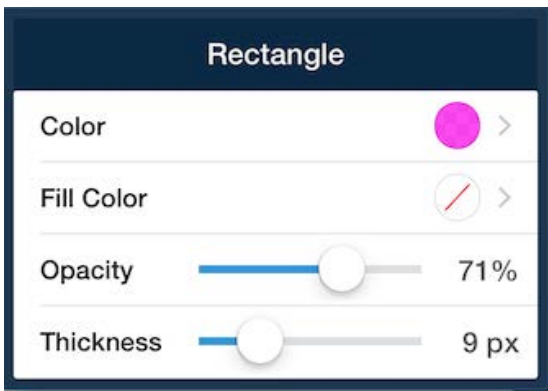 Rectangle
Color
Fill Color
Opacity 71%
Thickness 9 px